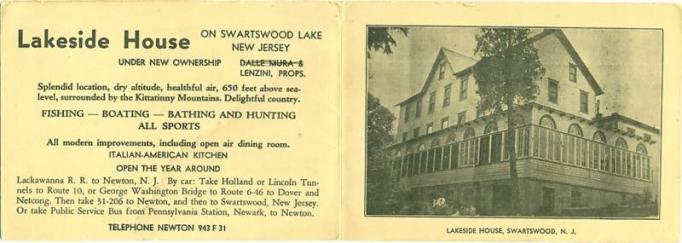 Lakeside House
ON SWARTSWOOD LAKE
NEW JERSEY
UNDER NEW OWNERSHIP
DALLE MURA &
LENZINI, PROPS.
Splendid location, dry altitude, healthful air, 650 feet above sea-
level, surrounded by the Kittatinny Mountains. Delightful country.
FISHING — BOATING — BATHING AND HUNTING
ALL SPORTS
All modern improvements, including open air dining room.
ITALIAN-AMERICAN KITCHEN
OPEN THE YEAR AROUND
Lackawanna R. R. to Newton, N. J. By car: Take Holland or Lincoln Tun-
nels to Route 10, or George Washington Bridge to Route 6-46 to Dover and
Netcong. Then take 31-206 to Newton, and then to Swartswood, New Jersey.
Or take Public Service Bus from Pennsylvania Station, Newark, to Newton.
TELEPHONE NEWTON 943 F 31
LAKESIDE HOUSE, SWARTSWOOD, N. J,